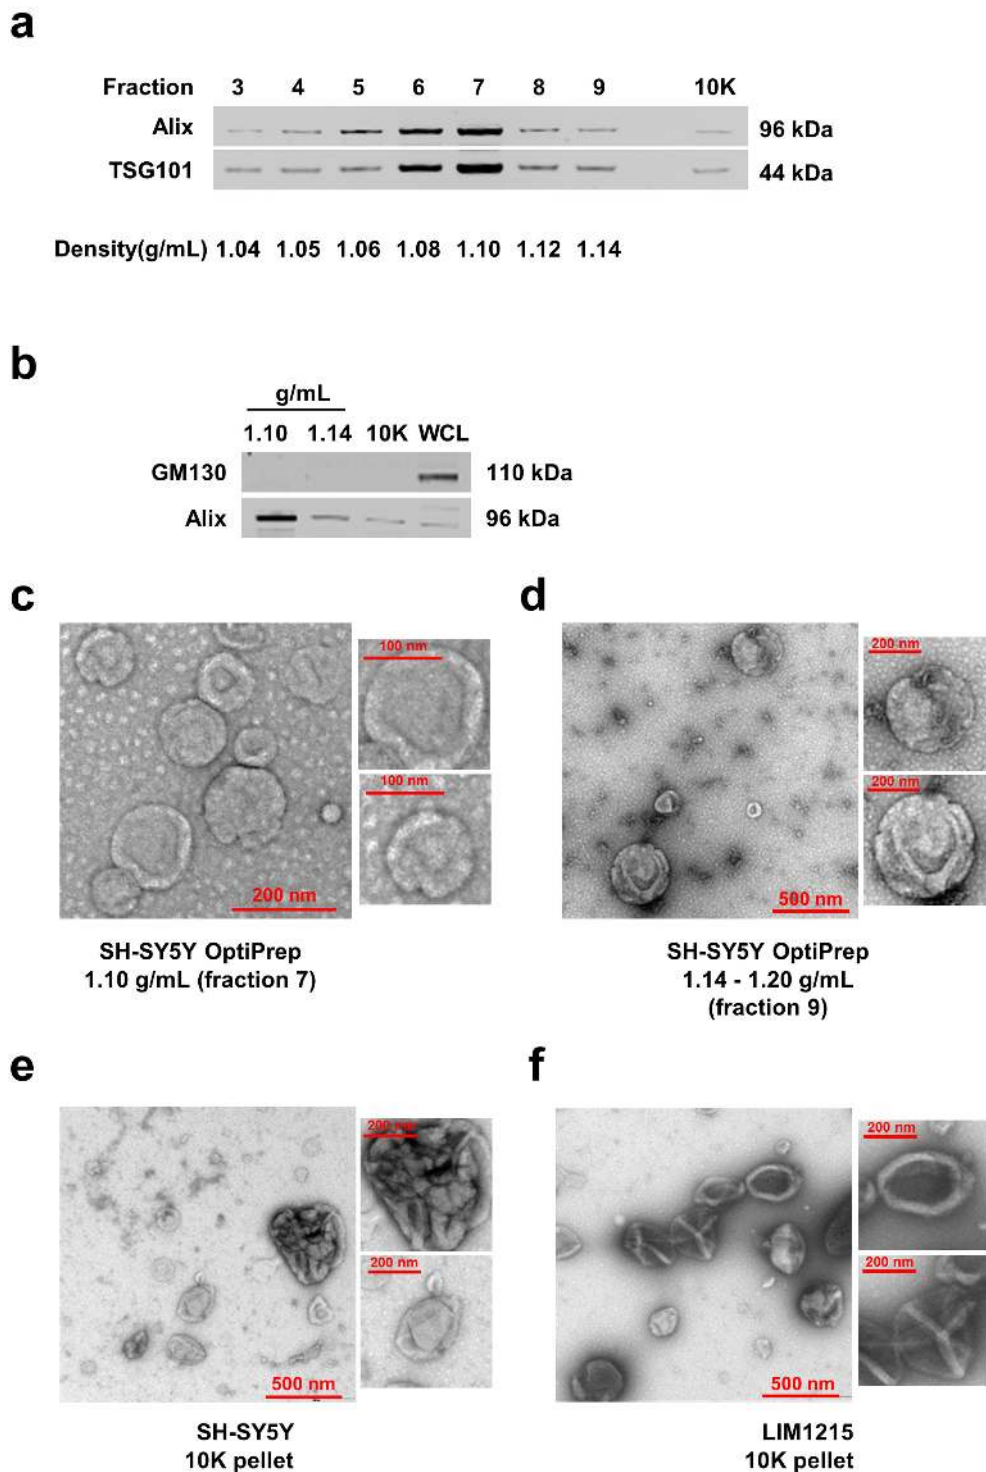 a
Fraction 3 4 5 6 7 8 9 10K
Alix 96 kDa
TSG101 44 kDa
Density(g/mL) 1.04 1.05 1.06 1.08 1.10 1.12 1.14
b
g/mL
1.10 1.14 10K WCL
GM130 110 kDa
Alix 96 kDa
c
100 nm
100 nm
200 nm
SH-SY5Y OptiPrep
1.10 g/mL (fraction 7)
d
200 nm
200 nm
500 nm
SH-SY5Y OptiPrep
1.14 - 1.20 g/mL
(fraction 9)
e
200 nm
200 nm
500 nm
SH-SY5Y
10K pellet
f
200 nm
200 nm
500 nm
LIM1215
10K pellet